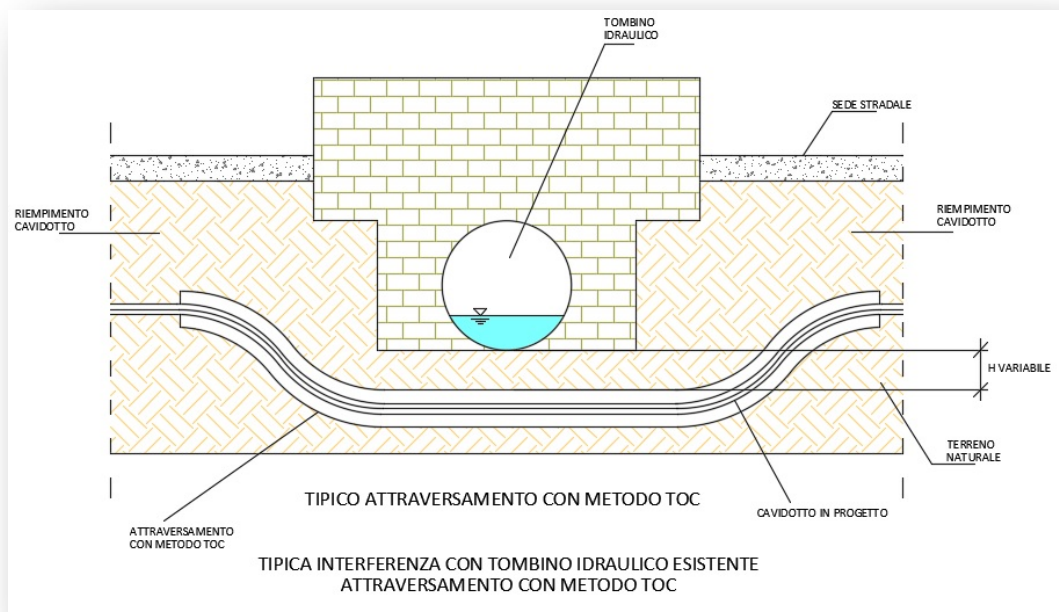 TOMBINO
IDRAULICO
SEDE STRADALE
RIEMPIMENTO
CAVIDOTTO
RIEMPIMENTO
CAVIDOTTO
H VARIABILE
TERRENO
NATURALE
TIPICO ATTRAVERSAMENTO CON METODO TOC
CAVIDOTTO IN PROGETTO
ATTRAVERSAMENTO
CON METODO TOC
TIPICA INTERFERENZA CON TOMBINO IDRAULICO ESISTENTE
ATTRAVERSAMENTO CON METODO TOC